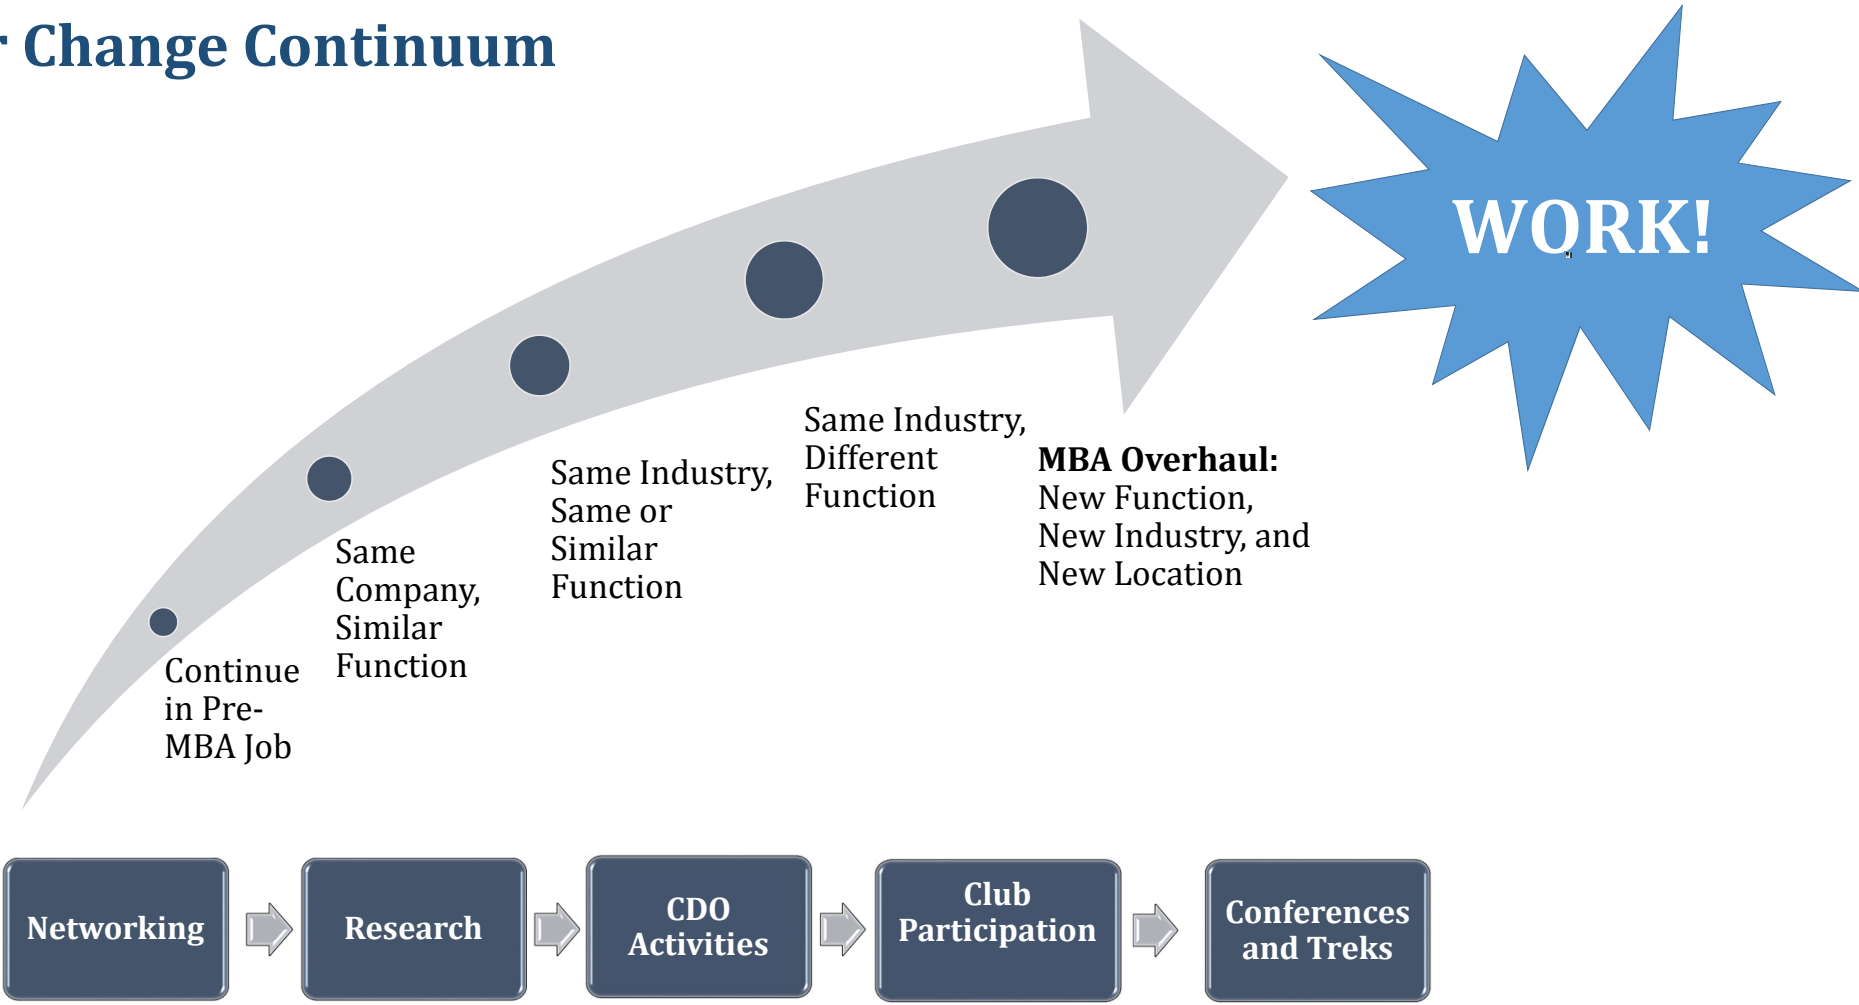 r Change Continuum
WORK!
Same Industry,
Different
Function
MBA Overhaul:
New Function,
New Industry, and
New Location
Same Industry,
Same or
Similar
Function
Same
Company,
Similar
Function
Continue
in Pre-
MBA Job
Networking
Research
CDO
Activities
Club
Participation
Conferences
and Treks